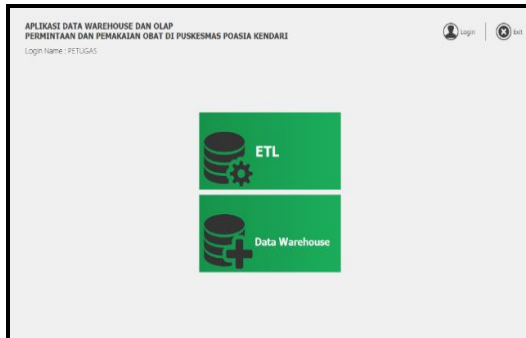 APLIKASI DATA WAREHOUSE DAN OLAP
PERMINTAAN DAN PEMAKAIAN OBAT DI PUSKESMAS POASIA KENDARI
Login Name : PETUGAS
Login
Exit
ETL
Data Warehouse